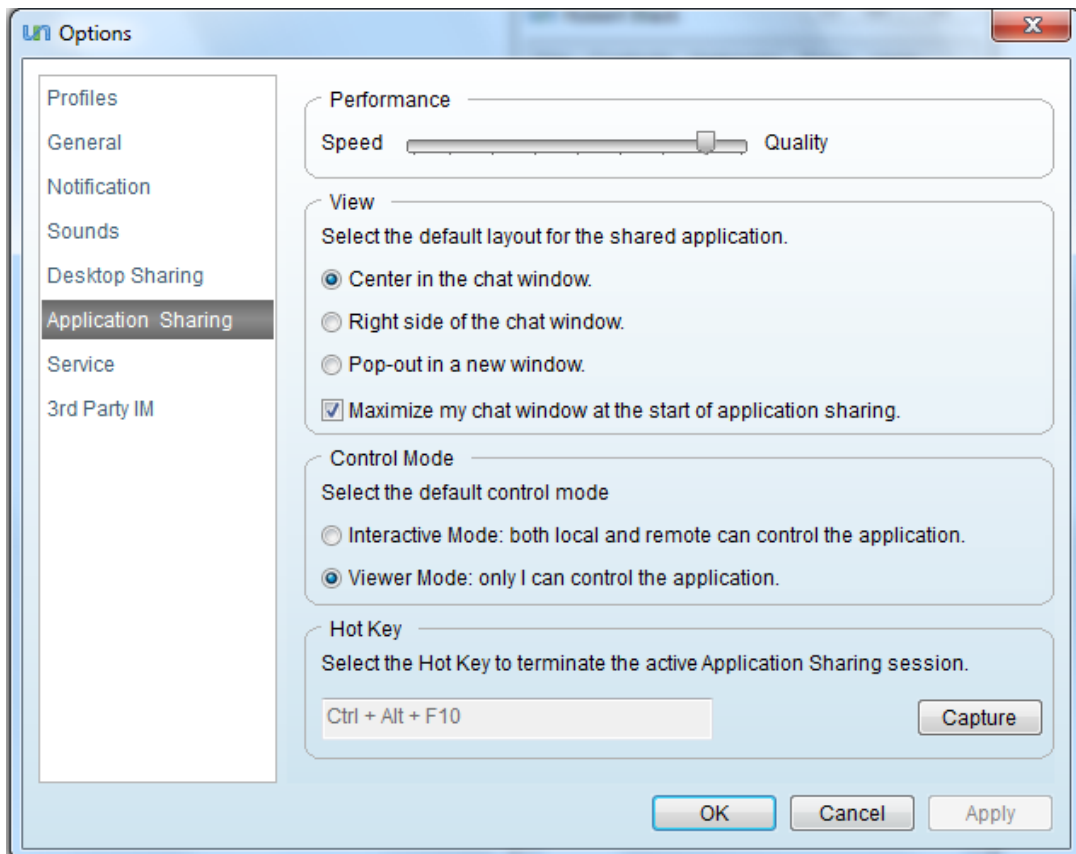 un Options
Profiles
General
Notification
Sounds
Desktop Sharing
Application Sharing
Service
3rd Party IM
Performance
Speed
Quality
View
Select the default layout for the shared application.
Center in the chat window.
Right side of the chat window.
Pop-out in a new window.
Maximize my chat window at the start of application sharing.
Control Mode
Select the default control mode
Interactive Mode: both local and remote can control the application.
Viewer Mode: only I can control the application.
Hot Key
Select the Hot Key to terminate the active Application Sharing session.
Ctrl + Alt + F10
Capture
OK
Cancel
Apply